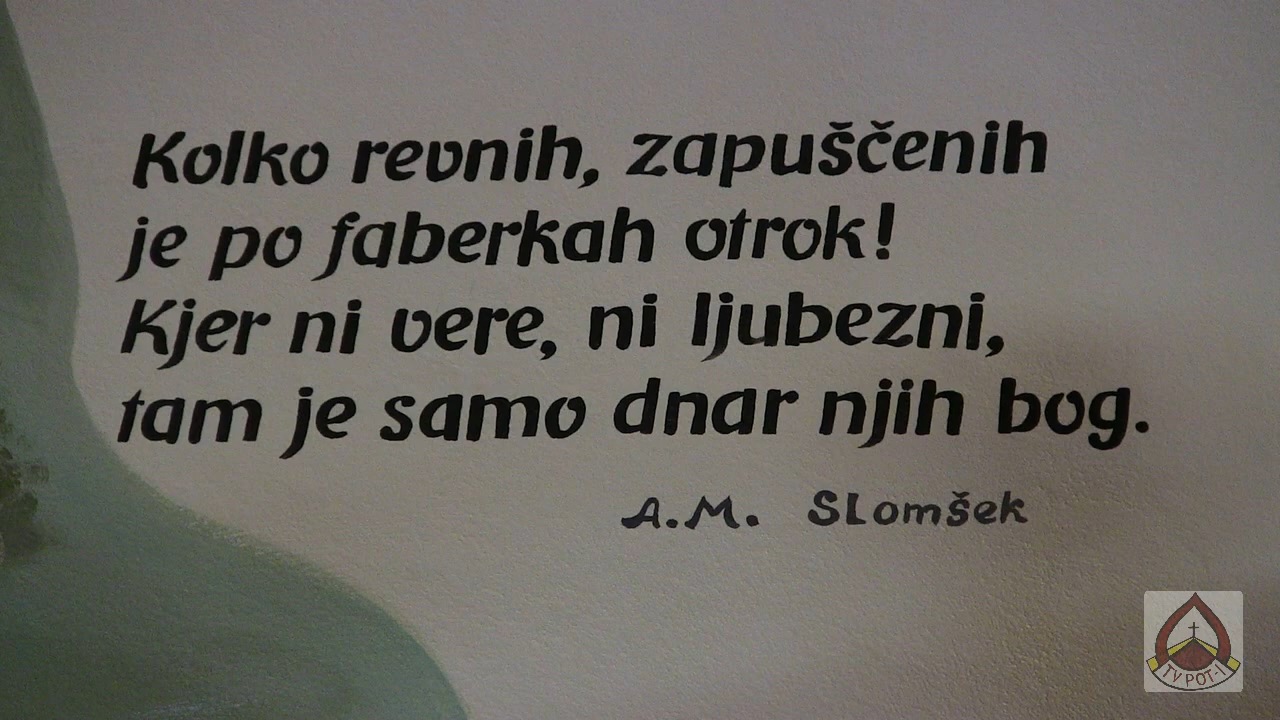 Kolko revnih, zapuščenih
je po faberkah otrok!
Kjer ni vere, ni ljubezni,
tam je samo dnar njih bog.
A.M. Slomšek
TV POT-1